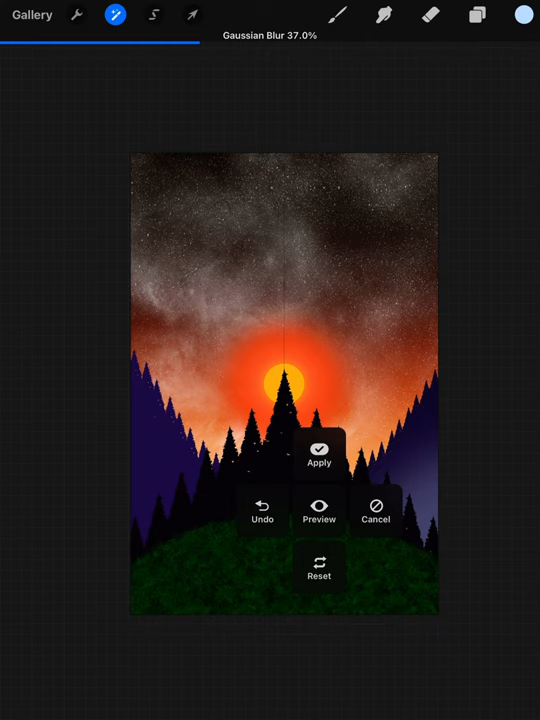 Gallery
Gaussian Blur 37.0%
Apply
Undo
Preview
Cancel
Reset